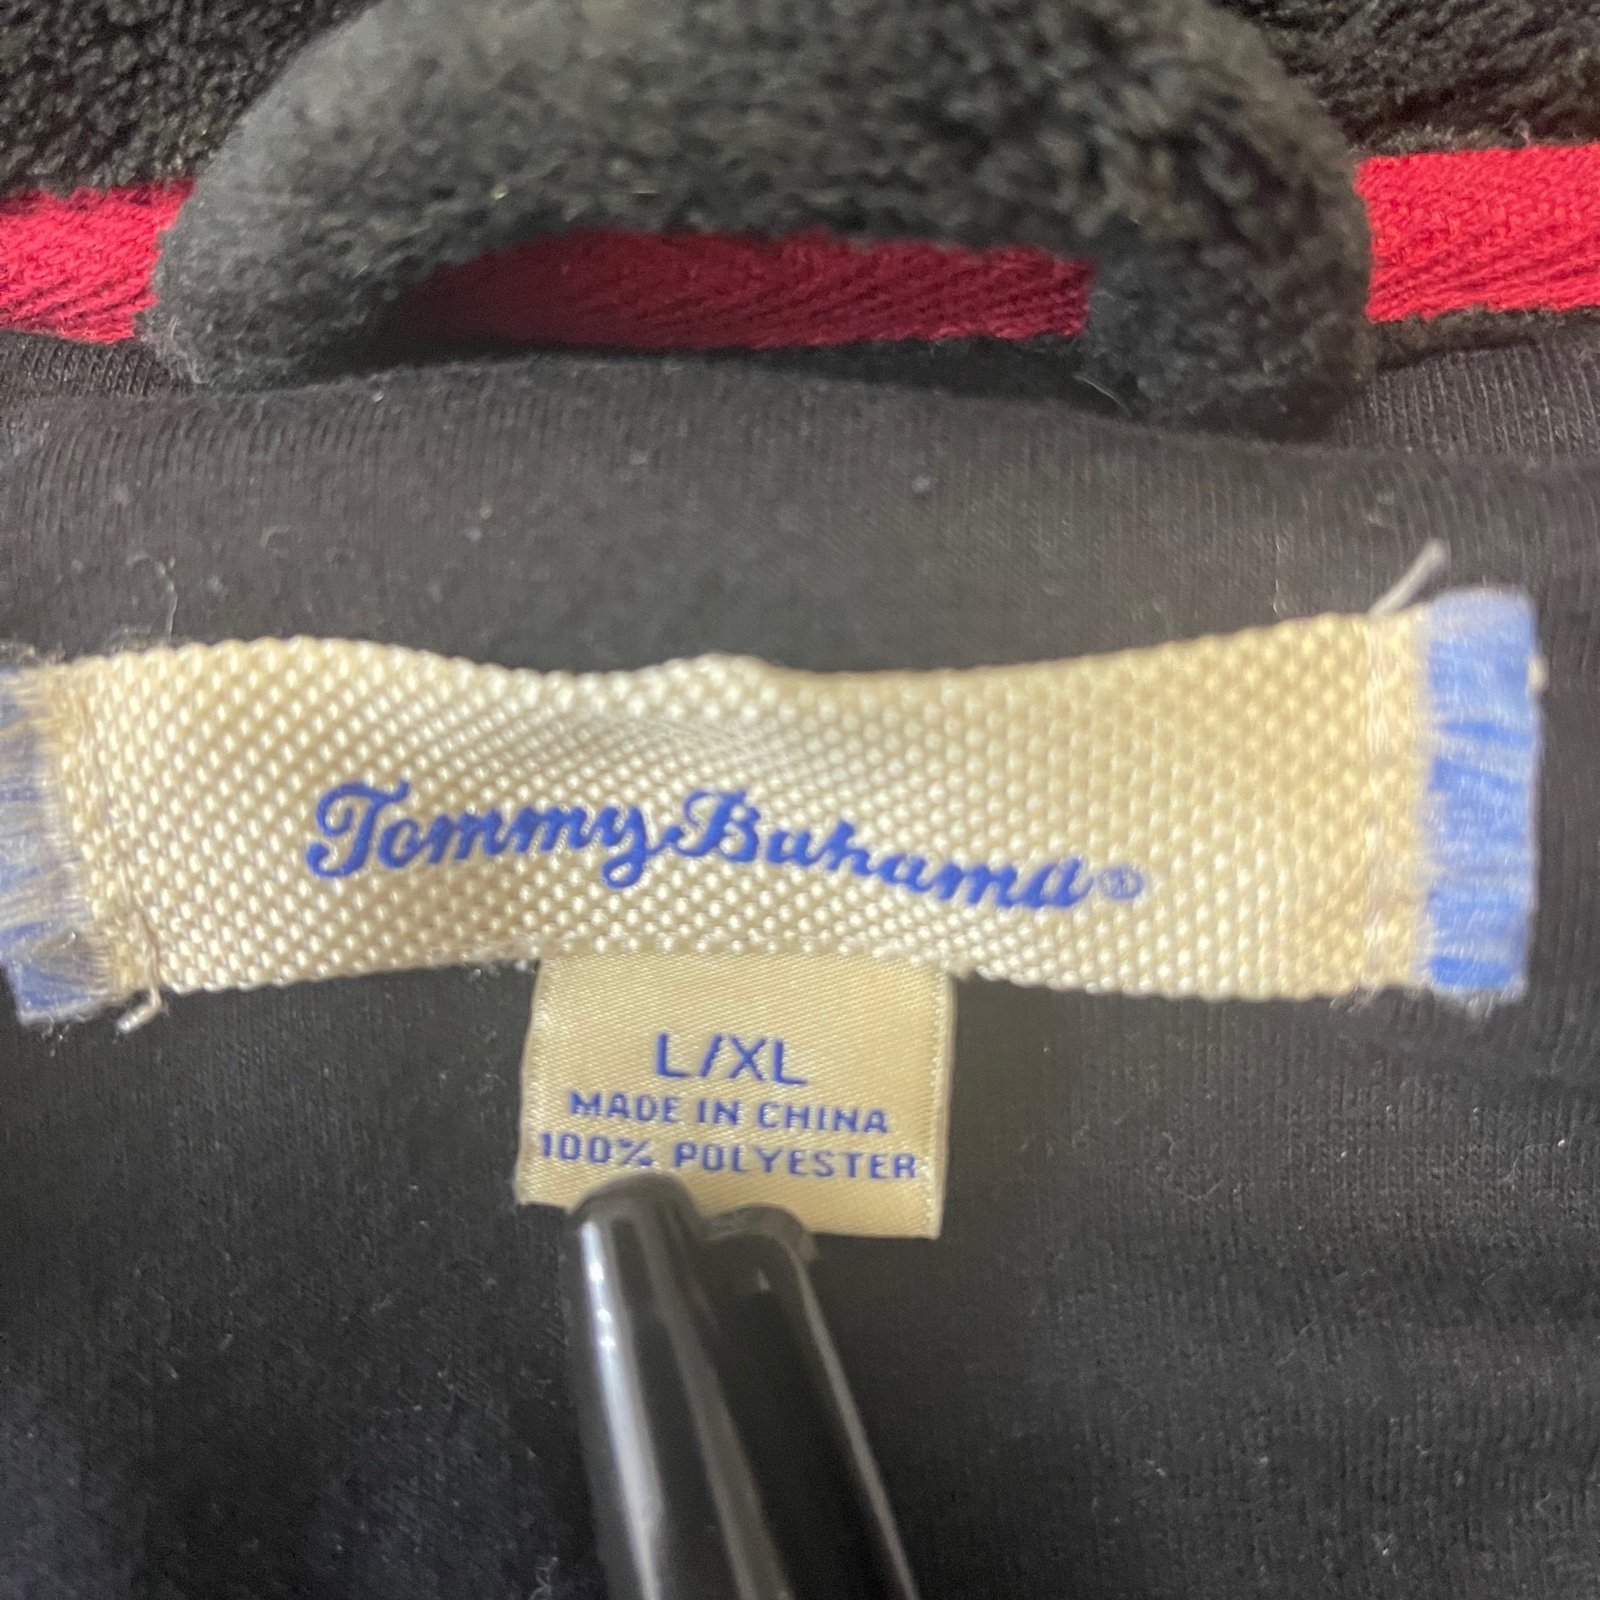 Tommy Bahama®
L/XL
MADE IN CHINA
100% POLYESTER